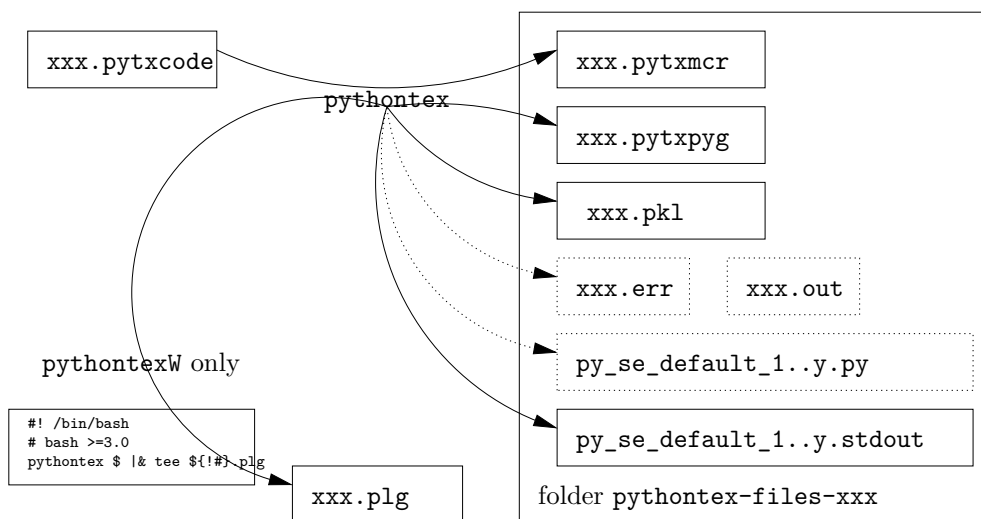 xxx.pytxcode
pythontex
xxx.pytxmcr
xxx.pytxpyg
xxx.pkl
xxx.err
xxx.out
py_se_default_1..y.py
py_se_default_1..y.stdout
folder pythontex-files-xxx
pythontexW only
#! /bin/bash
# bash >=3.0
pythontex $ |& tee ${!#}.plg
xxx.plg